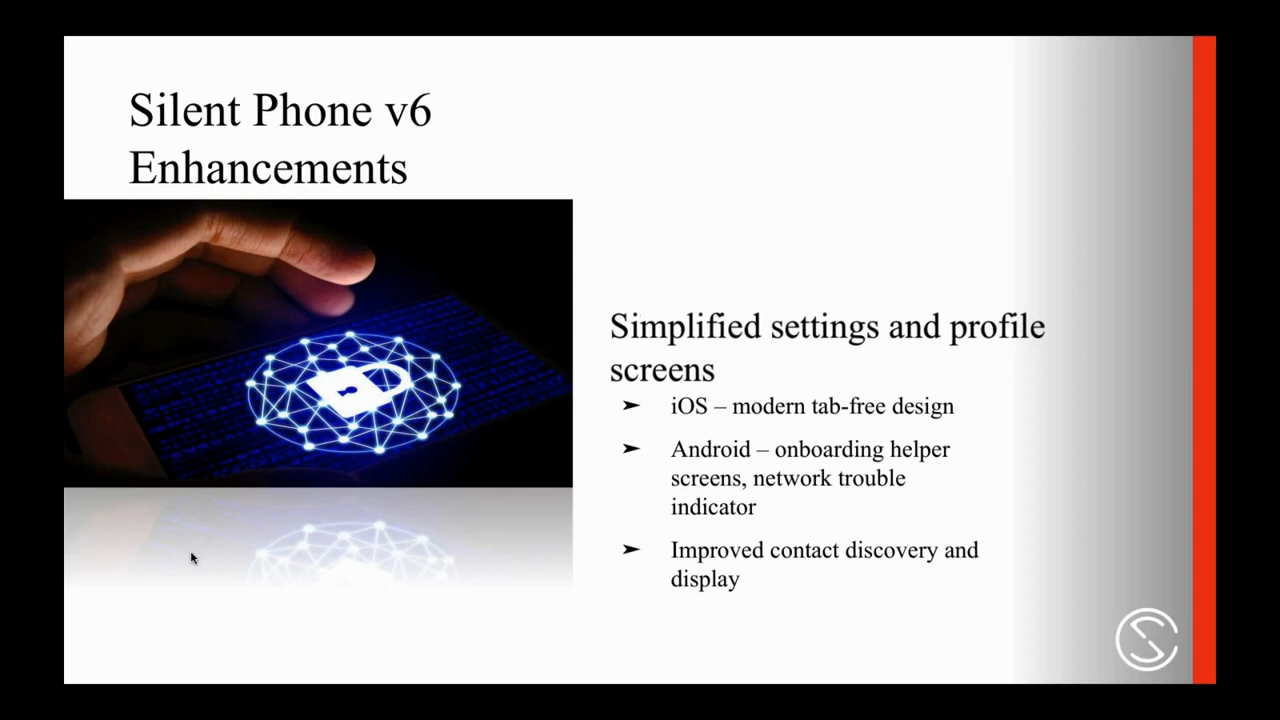 Silent Phone v6
Enhancements
Simplified settings and profile
screens
➤ iOS – modern tab-free design
➤ Android – onboarding helper
screens, network trouble
indicator
➤ Improved contact discovery and
display